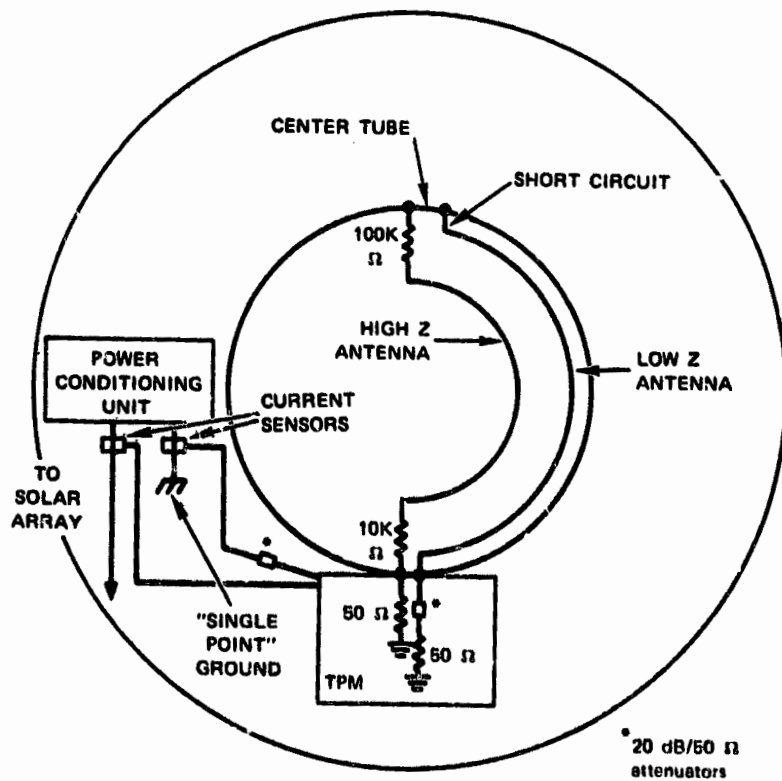 CENTER TUBE
SHORT CIRCUIT
100K
Ω
HIGH Z
ANTENNA
LOW Z
ANTENNA
POWER
CONDITIONING
UNIT
CURRENT
SENSORS
TO
SOLAR
ARRAY
10K
Ω
*
"SINGLE
POINT"
GROUND
50 Ω
*
50 Ω
TPM
* 20 dB/50 Ω
attenuators